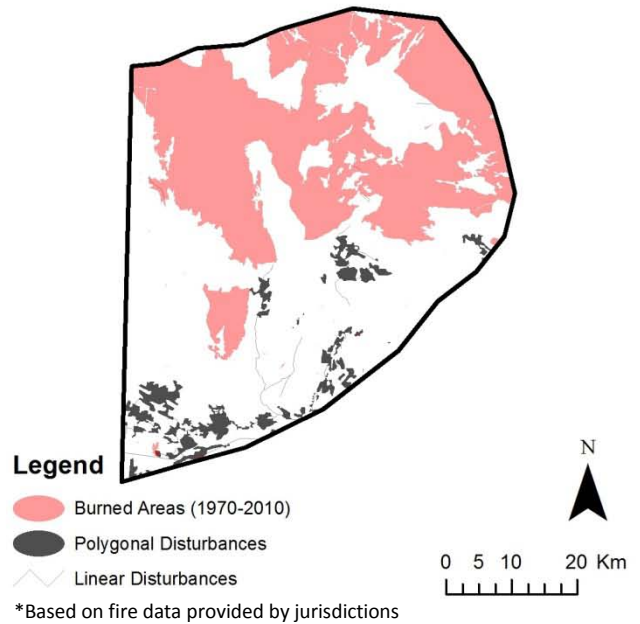 N
Legend
Burned Areas (1970-2010)
Polygonal Disturbances
Linear Disturbances
0 5 10 20 Km
*Based on fire data provided by jurisdictions